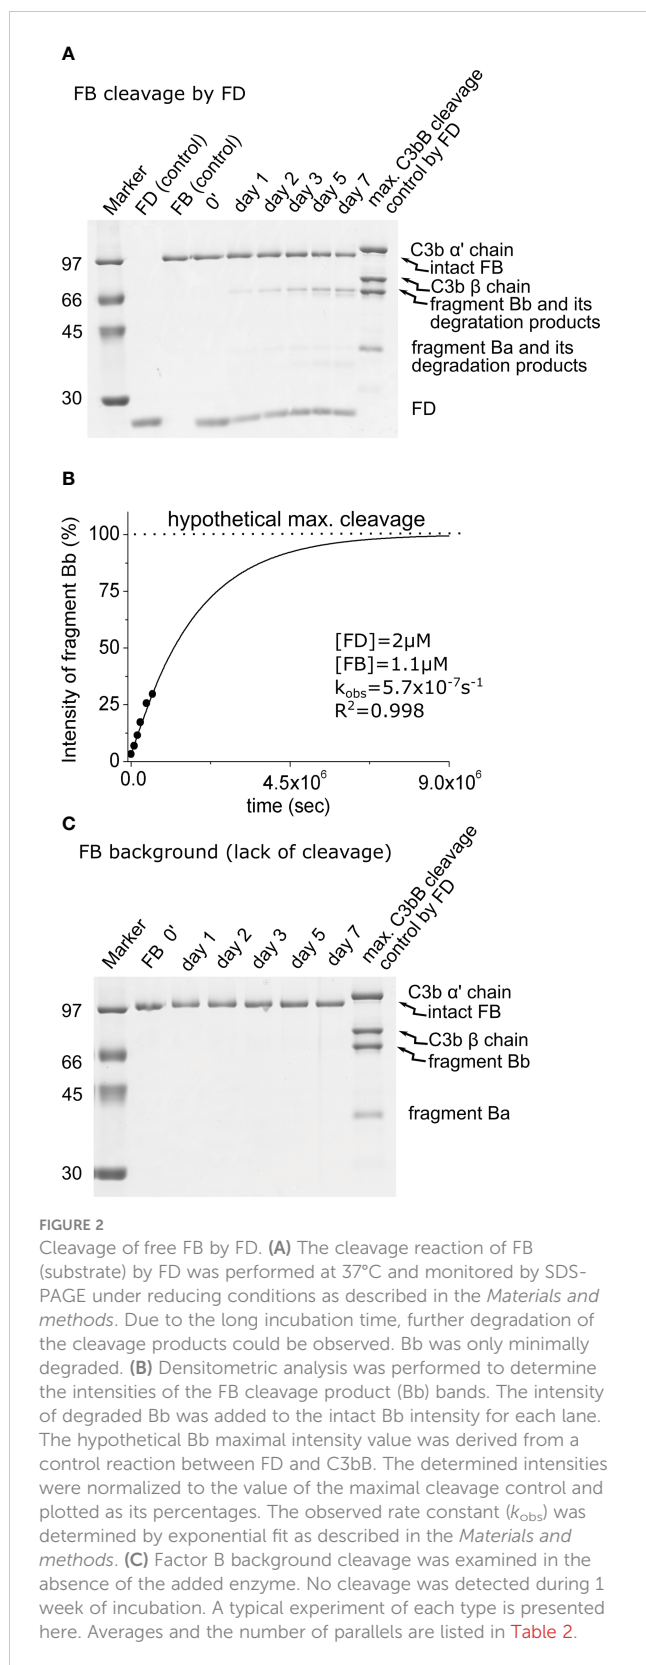 A
FB cleavage by FD
Marker
FD (control)
FB (control)
0'
day 1
day 2
day 3
day 5
day 7
max. C3bB cleavage
control by FD
97
66
45
30
C3b α' chain
intact FB
C3b β chain
fragment Bb and its
degratation products
fragment Ba and its
degradation products
FD
B
Intensity of fragment Bb (%)
hypothetical max. cleavage
100
75
50
25
0
[FD]=2µM
[FB]=1.1µM
kobs=5.7x10⁻⁷s⁻¹
R²=0.998
0.0
4.5x10⁶
9.0x10⁶
time (sec)
C
FB background (lack of cleavage)
Marker
FB 0'
day 1
day 2
day 3
day 5
day 7
max. C3bB cleavage
control by FD
97
66
45
30
C3b α' chain
intact FB
C3b β chain
fragment Bb
fragment Ba
FIGURE 2
Cleavage of free FB by FD. (A) The cleavage reaction of FB
(substrate) by FD was performed at 37°C and monitored by SDS-
PAGE under reducing conditions as described in the Materials and
methods. Due to the long incubation time, further degradation of
the cleavage products could be observed. Bb was only minimally
degraded. (B) Densitometric analysis was performed to determine
the intensities of the FB cleavage product (Bb) bands. The intensity
of degraded Bb was added to the intact Bb intensity for each lane.
The hypothetical Bb maximal intensity value was derived from a
control reaction between FD and C3bB. The determined intensities
were normalized to the value of the maximal cleavage control and
plotted as its percentages. The observed rate constant (kobs) was
determined by exponential fit as described in the Materials and
methods. (C) Factor B background cleavage was examined in the
absence of the added enzyme. No cleavage was detected during 1
week of incubation. A typical experiment of each type is presented
here. Averages and the number of parallels are listed in Table 2.